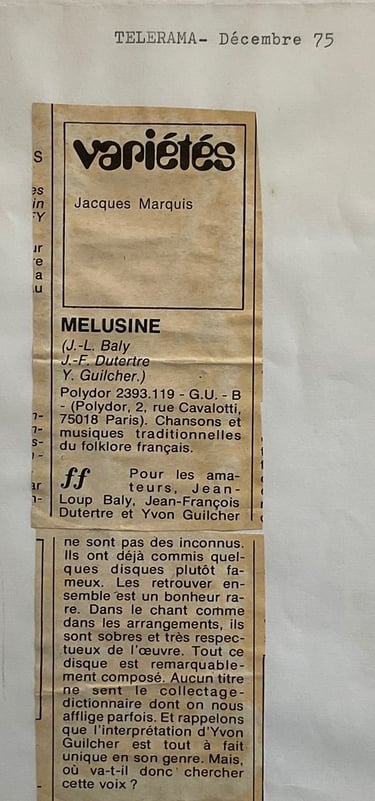 TELERAMA- Décembre 75
variétés
Jacques Marquis
MELUSINE
(J.-L. Baly
J.-F. Dutertre
Y. Guilcher.)
Polydor 2393.119 - G.U. - B
- (Polydor, 2, rue Cavalotti,
75018 Paris). Chansons et
musiques traditionnelles
du folklore français.
ff Pour les ama-
teurs, Jean-
Loup Baly, Jean-François
Dutertre et Yvon Guilcher
ne sont pas des inconnus.
Ils ont déjà commis quel-
ques disques plutôt fa-
meux. Les retrouver en-
semble est un bonheur ra-
re. Dans le chant comme
dans les arrangements, ils
sont sobres et très respec-
tueux de l'œuvre. Tout ce
disque est remarquable-
ment composé. Aucun titre
ne sent le collectage-
dictionnaire dont on nous
afflige parfois. Et rappelons
que l'interprétation d'Yvon
Guilcher est tout à fait
unique en son genre. Mais,
où va-t-il donc chercher
cette voix ?